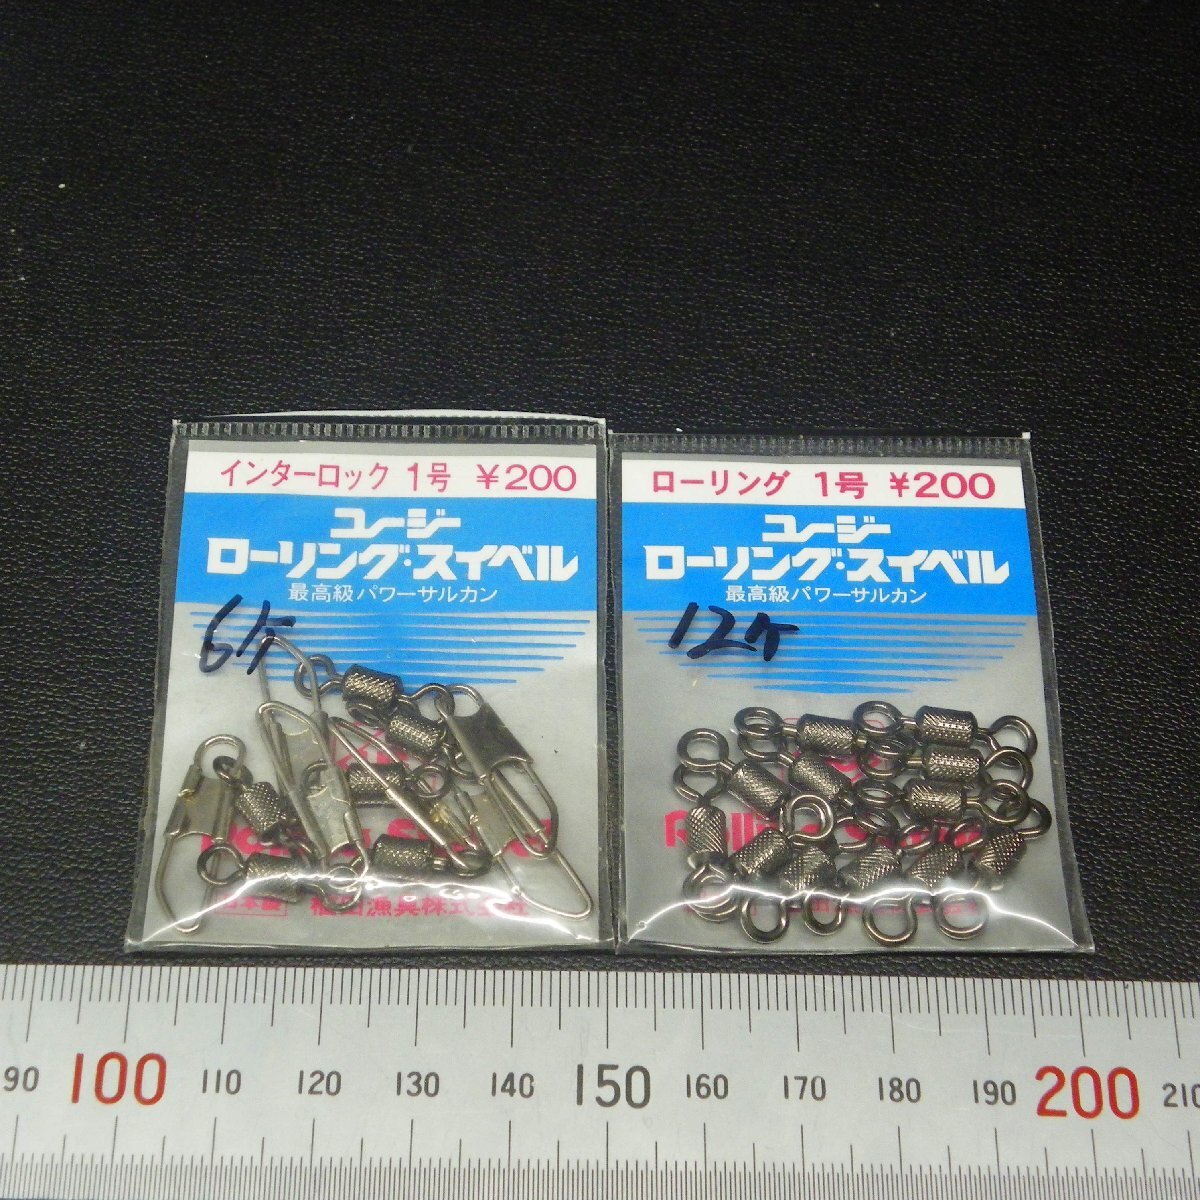 インターロック 1号 ¥200
ユージー
ローリング・スイベル
最高級パワーサルカン
6ヶ
ローリング 1号 ¥200
ユージー
ローリング・スイベル
最高級パワーサルカン
12ヶ
90 100 110 120 130 140 150 160 170 180 190 200 210